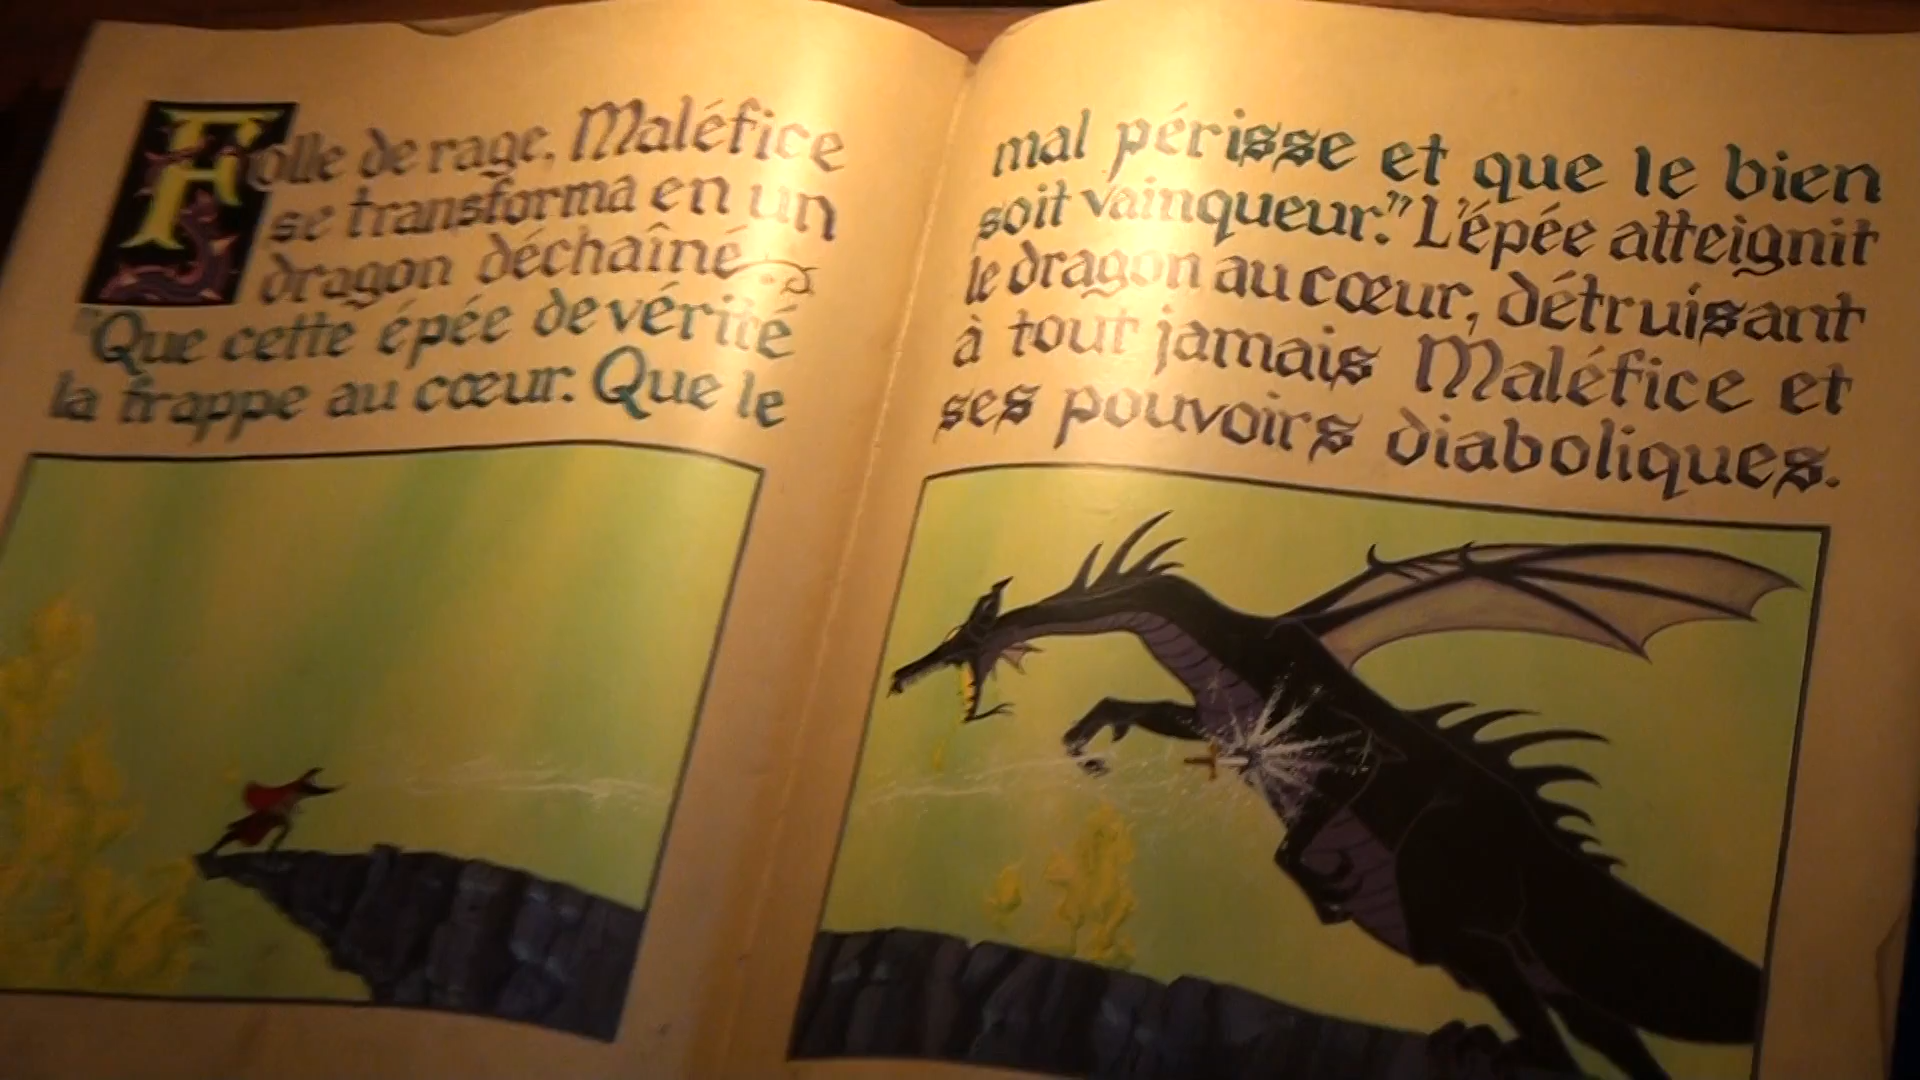 Folle de rage, Maléfice
se transforma en un
dragon déchaîné
"Que cette épée de vérité
la frappe au cœur. Que le
mal périsse et que le bien
soit vainqueur." L'épée atteignit
le dragon au cœur, détruisant
à tout jamais Maléfice et
ses pouvoirs diaboliques.